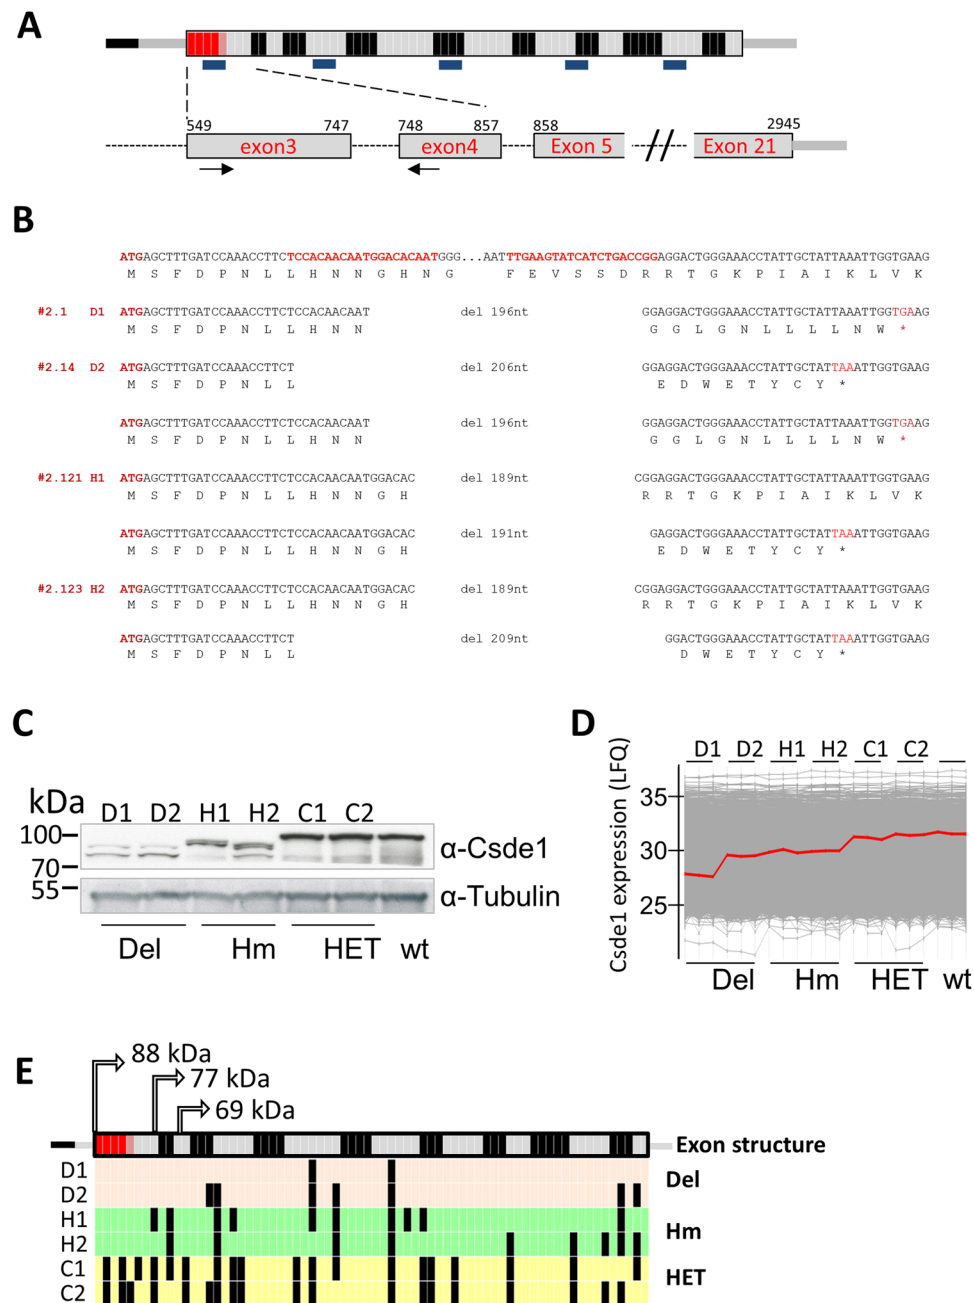 A
549 747 748 857 858 2945
exon3 exon4 Exon 5 Exon 21
B
ATGAGCTTTGATCCAAACCTTCTCCACAACAATGGACACAATGGG...AATTTGAAGTATCATCTGACCGGAGGACTGGGAAACCTATTGCTATTAAATTGGTGAAG
M S F D P N L L H N N G H N G F E V S S D R R T G K P I A I K L V K
#2.1 D1 ATGAGCTTTGATCCAAACCTTCTCCACAACAAT del 196nt GGAGGACTGGGAAACCTATTGCTATTAAATTGGTGAAG
M S F D P N L L H N N G G L G N L L L L N W *
#2.14 D2 ATGAGCTTTGATCCAAACCTTCT del 206nt GGAGGACTGGGAAACCTATTGCTATTAAATTGGTGAAG
M S F D P N L L E D W E T Y C Y *
ATGAGCTTTGATCCAAACCTTCTCCACAACAAT del 196nt GGAGGACTGGGAAACCTATTGCTATTAAATTGGTGAAG
M S F D P N L L H N N G G L G N L L L L N W *
#2.121 H1 ATGAGCTTTGATCCAAACCTTCTCCACAACAATGGACAC del 189nt CGGAGGACTGGGAAACCTATTGCTATTAAATTGGTGAAG
M S F D P N L L H N N G H R R T G K P I A I K L V K
ATGAGCTTTGATCCAAACCTTCTCCACAACAATGGACAC del 191nt GAGGACTGGGAAACCTATTGCTATTAAATTGGTGAAG
M S F D P N L L H N N G H E D W E T Y C Y *
#2.123 H2 ATGAGCTTTGATCCAAACCTTCTCCACAACAATGGACAC del 189nt CGGAGGACTGGGAAACCTATTGCTATTAAATTGGTGAAG
M S F D P N L L H N N G H R R T G K P I A I K L V K
ATGAGCTTTGATCCAAACCTTCT del 209nt GGACTGGGAAACCTATTGCTATTAAATTGGTGAAG
M S F D P N L L D W E T Y C Y *
C
kDa D1 D2 H1 H2 C1 C2
100
70
55
α-Csde1
α-Tubulin
Del Hm HET wt
D
Csde1 expression (LFQ)
D1 D2 H1 H2 C1 C2
35
30
25
Del Hm HET wt
E
88 kDa
77 kDa
69 kDa
Exon structure
D1
D2
Del
H1
H2
Hm
C1
C2
HET